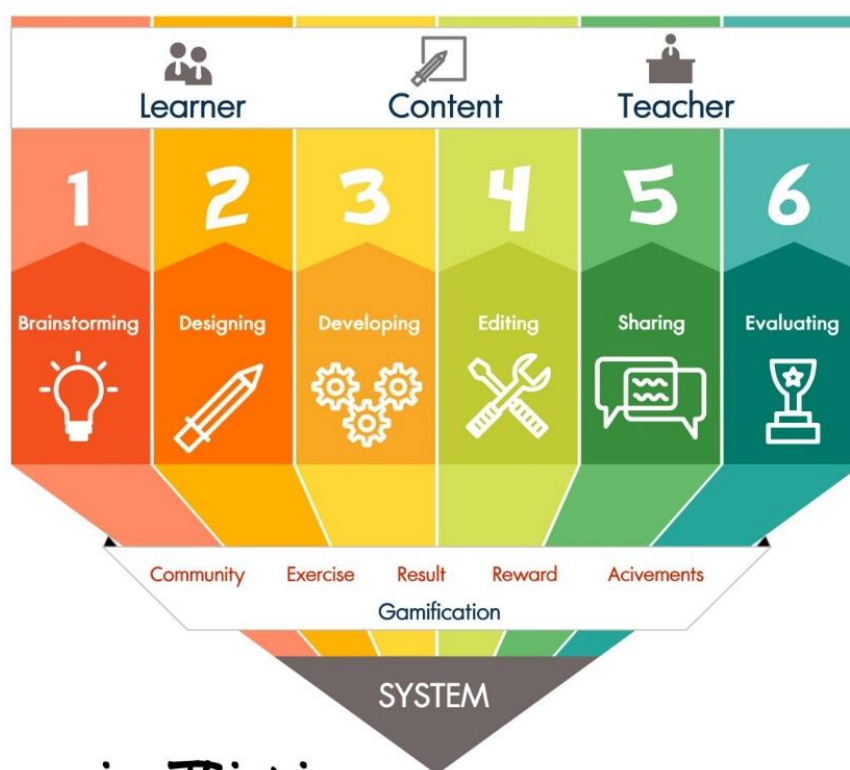 Learner Content Teacher
1 2 3 4 5 6
Brainstorming Designing Developing Editing Sharing Evaluating
Community Exercise Result Reward Acivements
Gamification
SYSTEM